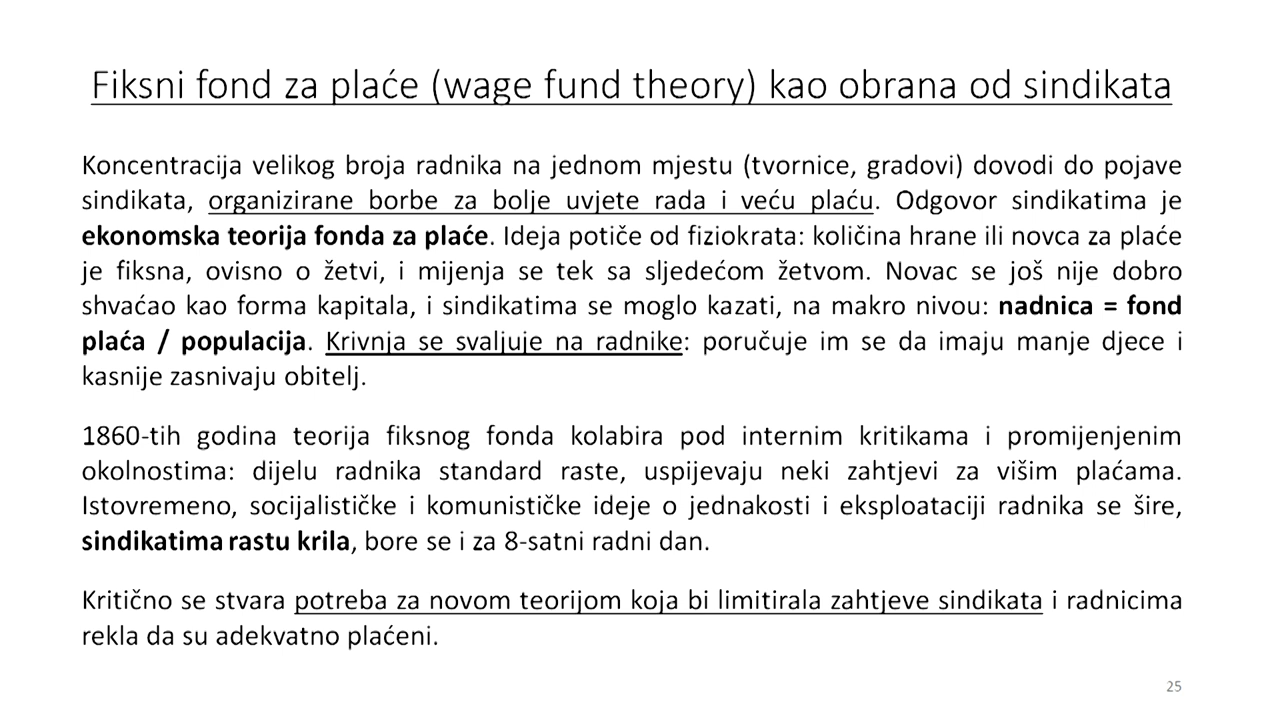 Fiksni fond za plaće (wage fund theory) kao obrana od sindikata
Koncentracija velikog broja radnika na jednom mjestu (tvornice, gradovi) dovodi do pojave
sindikata, organizirane borbe za bolje uvjete rada i veću plaću. Odgovor sindikatima je
ekonomska teorija fonda za plaće. Ideja potiče od fiziokrata: količina hrane ili novca za plaće
je fiksna, ovisno o žetvi, i mijenja se tek sa sljedećom žetvom. Novac se još nije dobro
shvaćao kao forma kapitala, i sindikatima se moglo kazati, na makro nivou: nadnica = fond
plaća / populacija. Krivnja se svaljuje na radnike: poručuje im se da imaju manje djece i
kasnije zasnivaju obitelj.
1860-tih godina teorija fiksnog fonda kolabira pod internim kritikama i promijenjenim
okolnostima: dijelu radnika standard raste, uspijevaju neki zahtjevi za višim plaćama.
Istovremeno, socijalističke i komunističke ideje o jednakosti i eksploataciji radnika se šire,
sindikatima rastu krila, bore se i za 8-satni radni dan.
Kritično se stvara potreba za novom teorijom koja bi limitirala zahtjeve sindikata i radnicima
rekla da su adekvatno plaćeni.
25